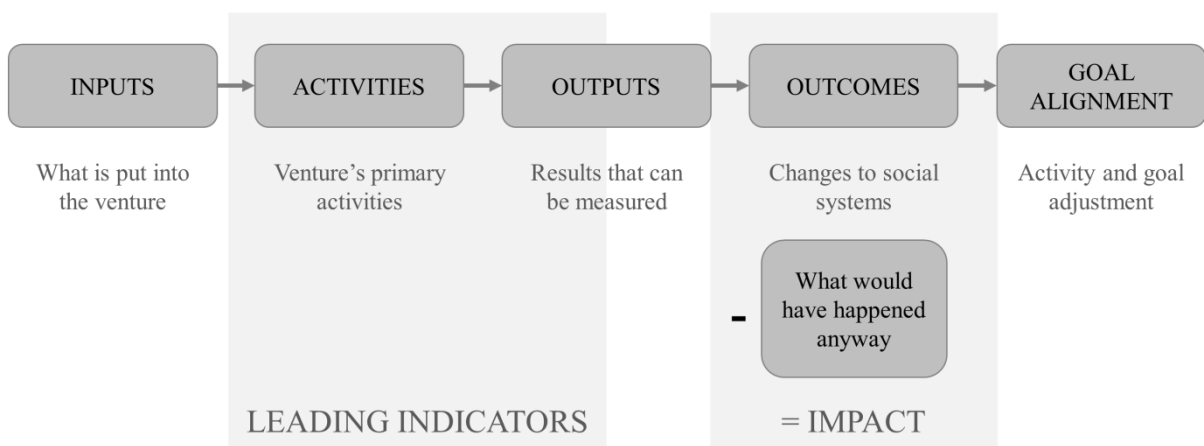 INPUTS
ACTIVITIES
OUTPUTS
OUTCOMES
GOAL
ALIGNMENT
What is put into
the venture
Venture’s primary
activities
Results that can
be measured
Changes to social
systems
Activity and goal
adjustment
-
What would
have happened
anyway
LEADING INDICATORS
= IMPACT